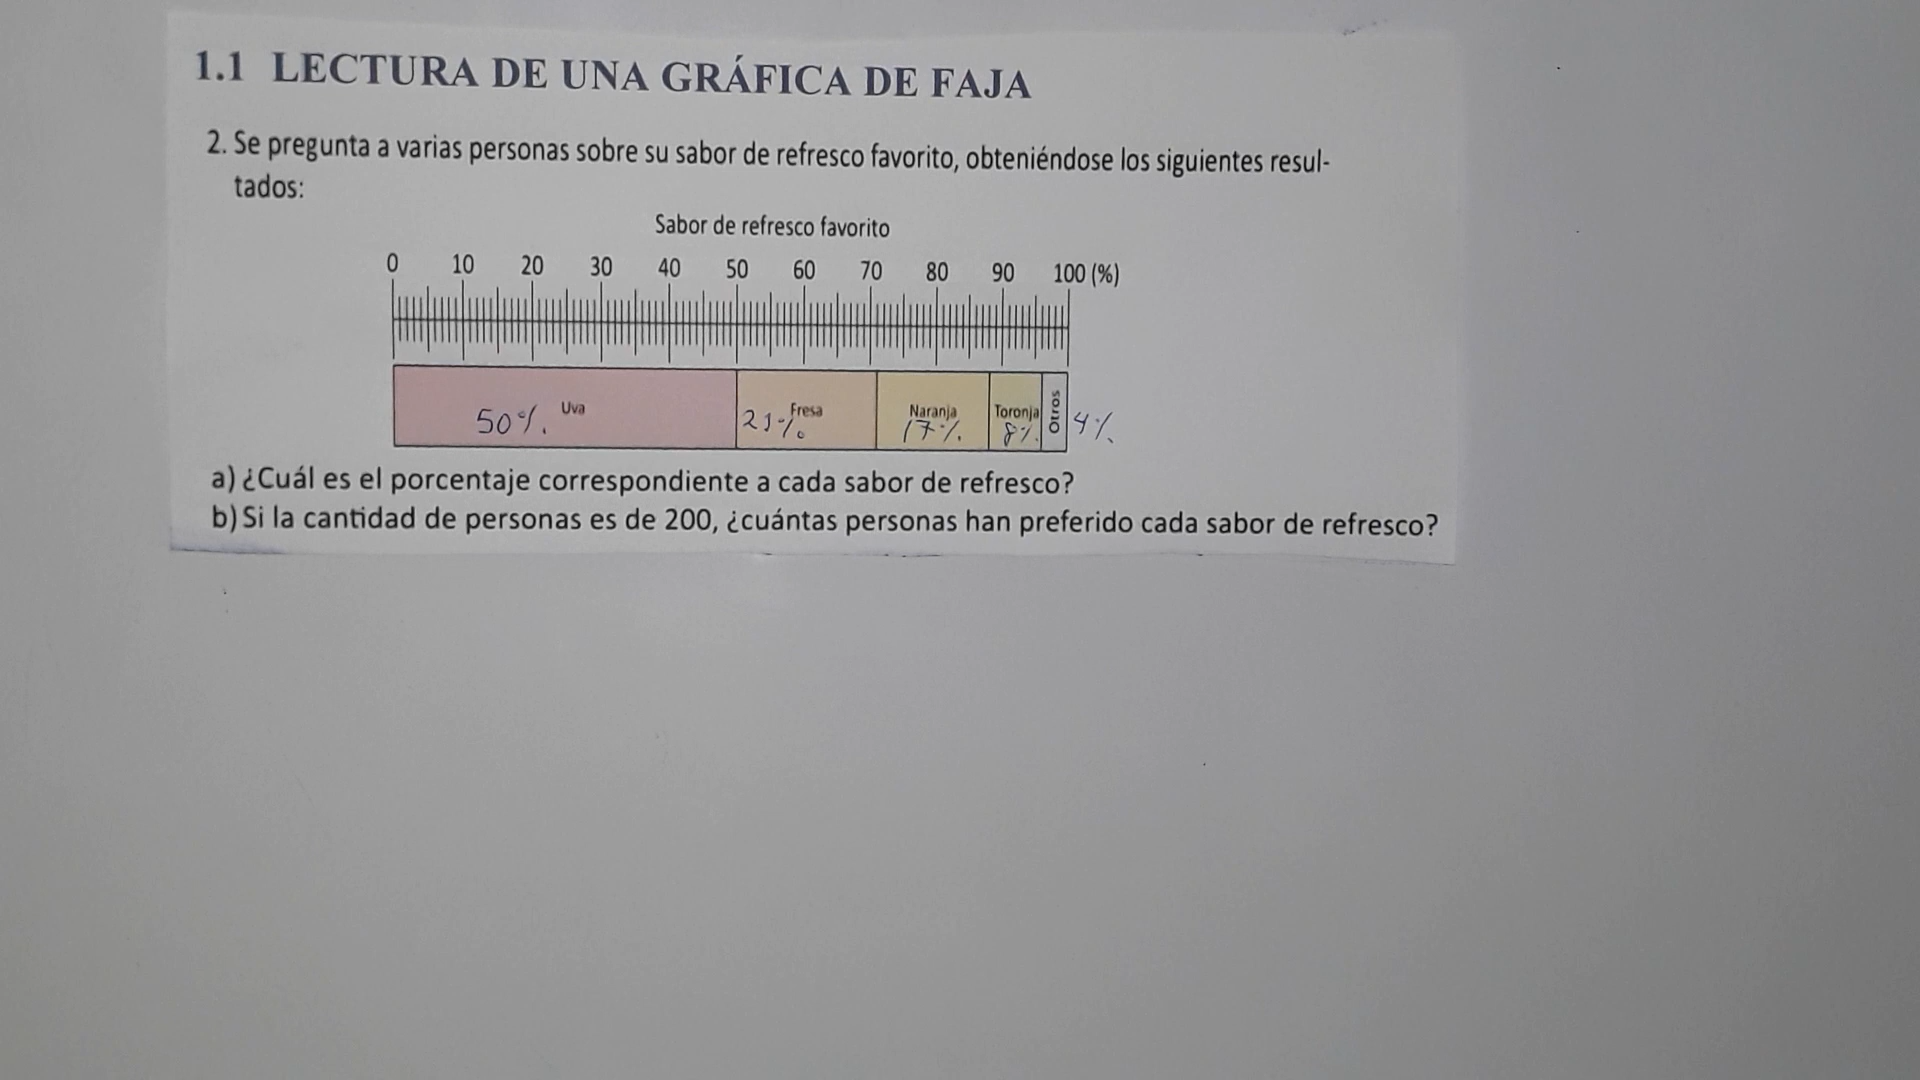 1.1 LECTURA DE UNA GRÁFICA DE FAJA
2. Se pregunta a varias personas sobre su sabor de refresco favorito, obteniéndose los siguientes resul-
tados:
Sabor de refresco favorito
0 10 20 30 40 50 60 70 80 90 100 (%)
Uva Fresa Naranja Toronja Otros
50% 21% 17% 8% 4%
a) ¿Cuál es el porcentaje correspondiente a cada sabor de refresco?
b) Si la cantidad de personas es de 200, ¿cuántas personas han preferido cada sabor de refresco?